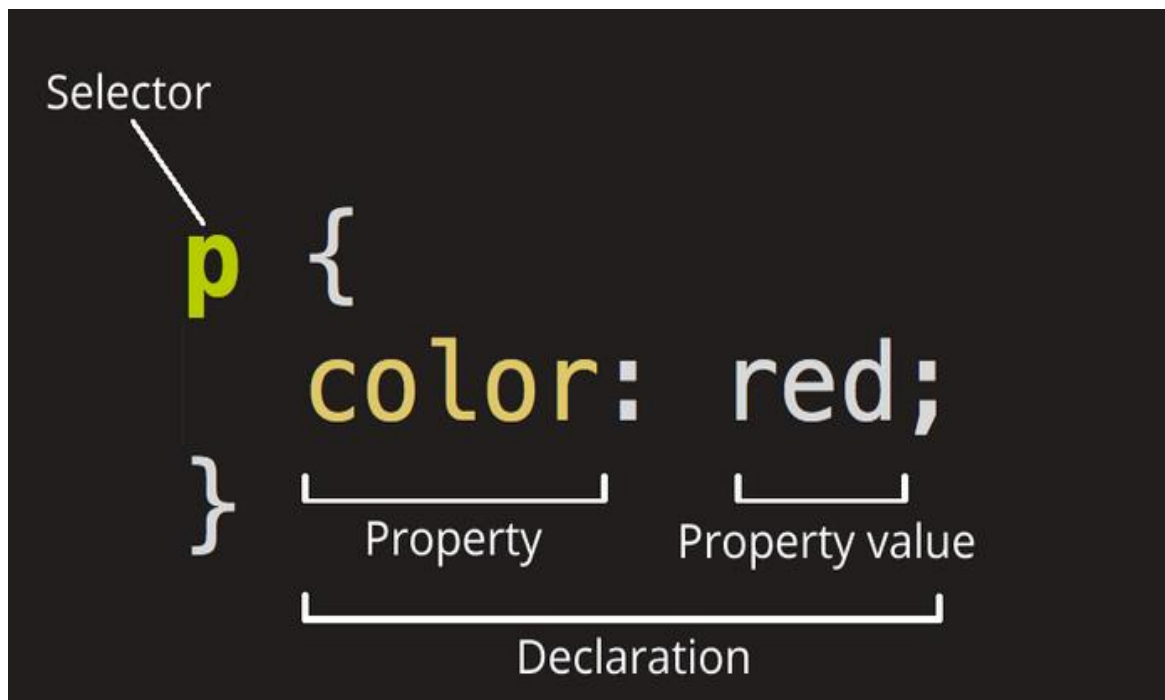 Selector
p {
color: red;
}
Property
Property value
Declaration